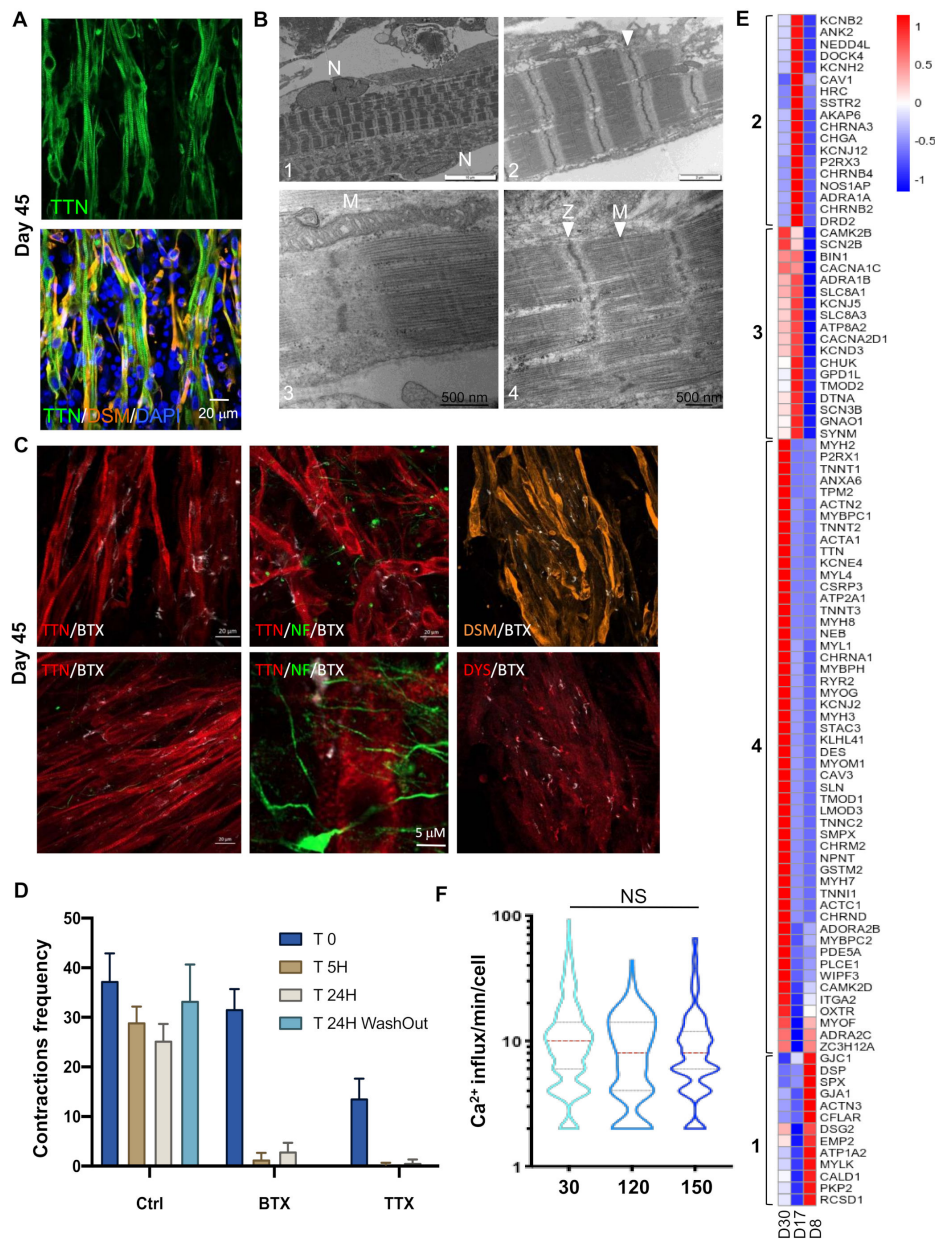 A
Day 45
TTN
TTN/DSM/DAPI
20 µm
B
N
N
1
2
M
3
500 nm
Z M
4
500 nm
C
Day 45
TTN/BTX
20 µm
TTN/NF/BTX
20 µm
DSM/BTX
TTN/BTX
20 µm
TTN/NF/BTX
5 µM
DYS/BTX
D
Contractions frequency
50
40
30
20
10
0
Ctrl
BTX
TTX
T 0
T 5H
T 24H
T 24H WashOut
F
NS
Ca2+ influx/min/cell
100
10
1
30
120
150
E
1
0.5
0
-0.5
-1
2
KCNB2
ANK2
NEDD4L
DOCK4
KCNH2
CAV1
HRC
SSTR2
AKAP6
CHRNA3
CHGA
KCNJ12
P2RX3
CHRNB4
NOS1AP
ADRA1A
CHRNB2
DRD2
3
CAMK2B
SCN2B
BIN1
CACNA1C
ADRA1B
SLC8A1
KCNJ5
SLC8A3
ATP8A2
CACNA2D1
KCND3
CHUK
GPD1L
TMOD2
DTNA
SCN3B
GNAO1
SYNM
4
MYH2
P2RX1
TNNT1
ANXA6
TPM2
ACTN2
MYBPC1
TNNT2
ACTA1
TTN
KCNE4
MYL4
CSRP3
ATP2A1
TNNT3
MYH8
NEB
MYL1
CHRNA1
MYBPH
RYR2
MYOG
KCNJ2
MYH3
STAC3
KLHL41
DES
MYOM1
CAV3
SLN
TMOD1
LMOD3
TNNC2
SMPX
CHRM2
NPNT
GSTM2
MYH7
TNNI1
ACTC1
CHRND
ADORA2B
MYBPC2
PDE5A
PLCE1
WIPF3
CAMK2D
ITGA2
OXTR
MYOF
ADRA2C
ZC3H12A
1
GJC1
DSP
SPX
GJA1
ACTN3
CFLAR
DSG2
EMP2
ATP1A2
MYLK
CALD1
PKP2
RCSD1
D30
D17
D8